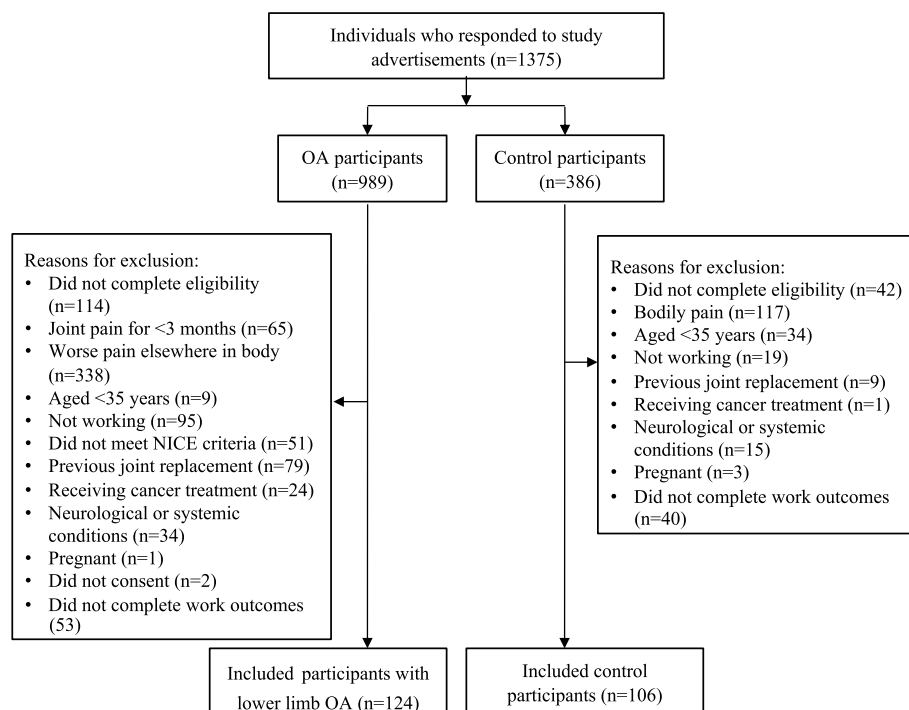 Individuals who responded to study
advertisements (n=1375)
OA participants
(n=989)
Control participants
(n=386)
Reasons for exclusion:
• Did not complete eligibility
(n=114)
• Joint pain for <3 months (n=65)
• Worse pain elsewhere in body
(n=338)
• Aged <35 years (n=9)
• Not working (n=95)
• Did not meet NICE criteria (n=51)
• Previous joint replacement (n=79)
• Receiving cancer treatment (n=24)
• Neurological or systemic
conditions (n=34)
• Pregnant (n=1)
• Did not consent (n=2)
• Did not complete work outcomes
(53)
Reasons for exclusion:
• Did not complete eligibility (n=42)
• Bodily pain (n=117)
• Aged <35 years (n=34)
• Not working (n=19)
• Previous joint replacement (n=9)
• Receiving cancer treatment (n=1)
• Neurological or systemic
conditions (n=15)
• Pregnant (n=3)
• Did not complete work outcomes
(n=40)
Included participants with
lower limb OA (n=124)
Included control
participants (n=106)